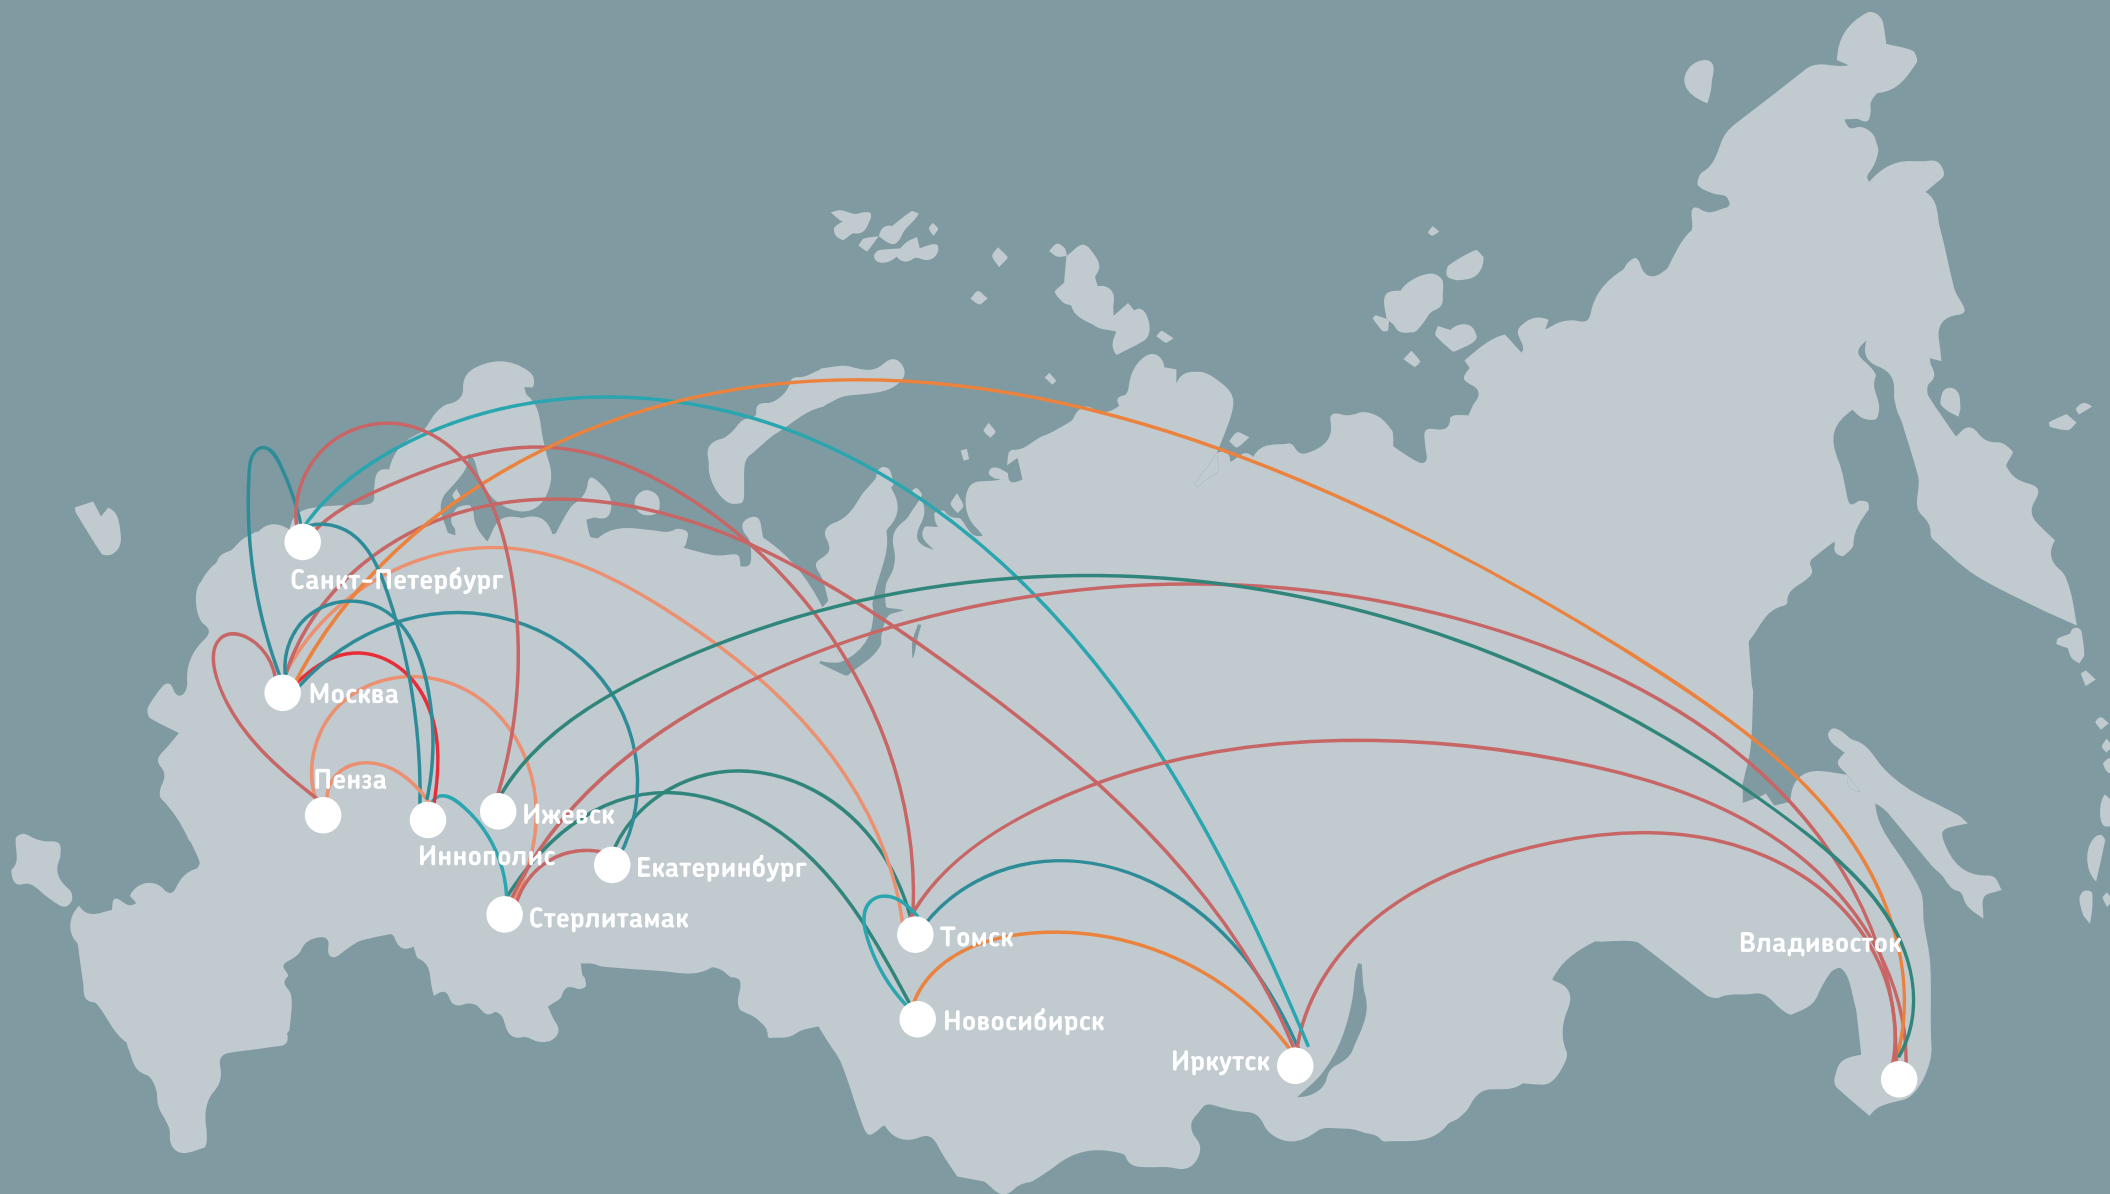 Санкт-Петербург
Москва
Пенза
Ижевск
Иннополис
Екатеринбург
Стерлитамак
Томск
Владивосток
Новосибирск
Иркутск